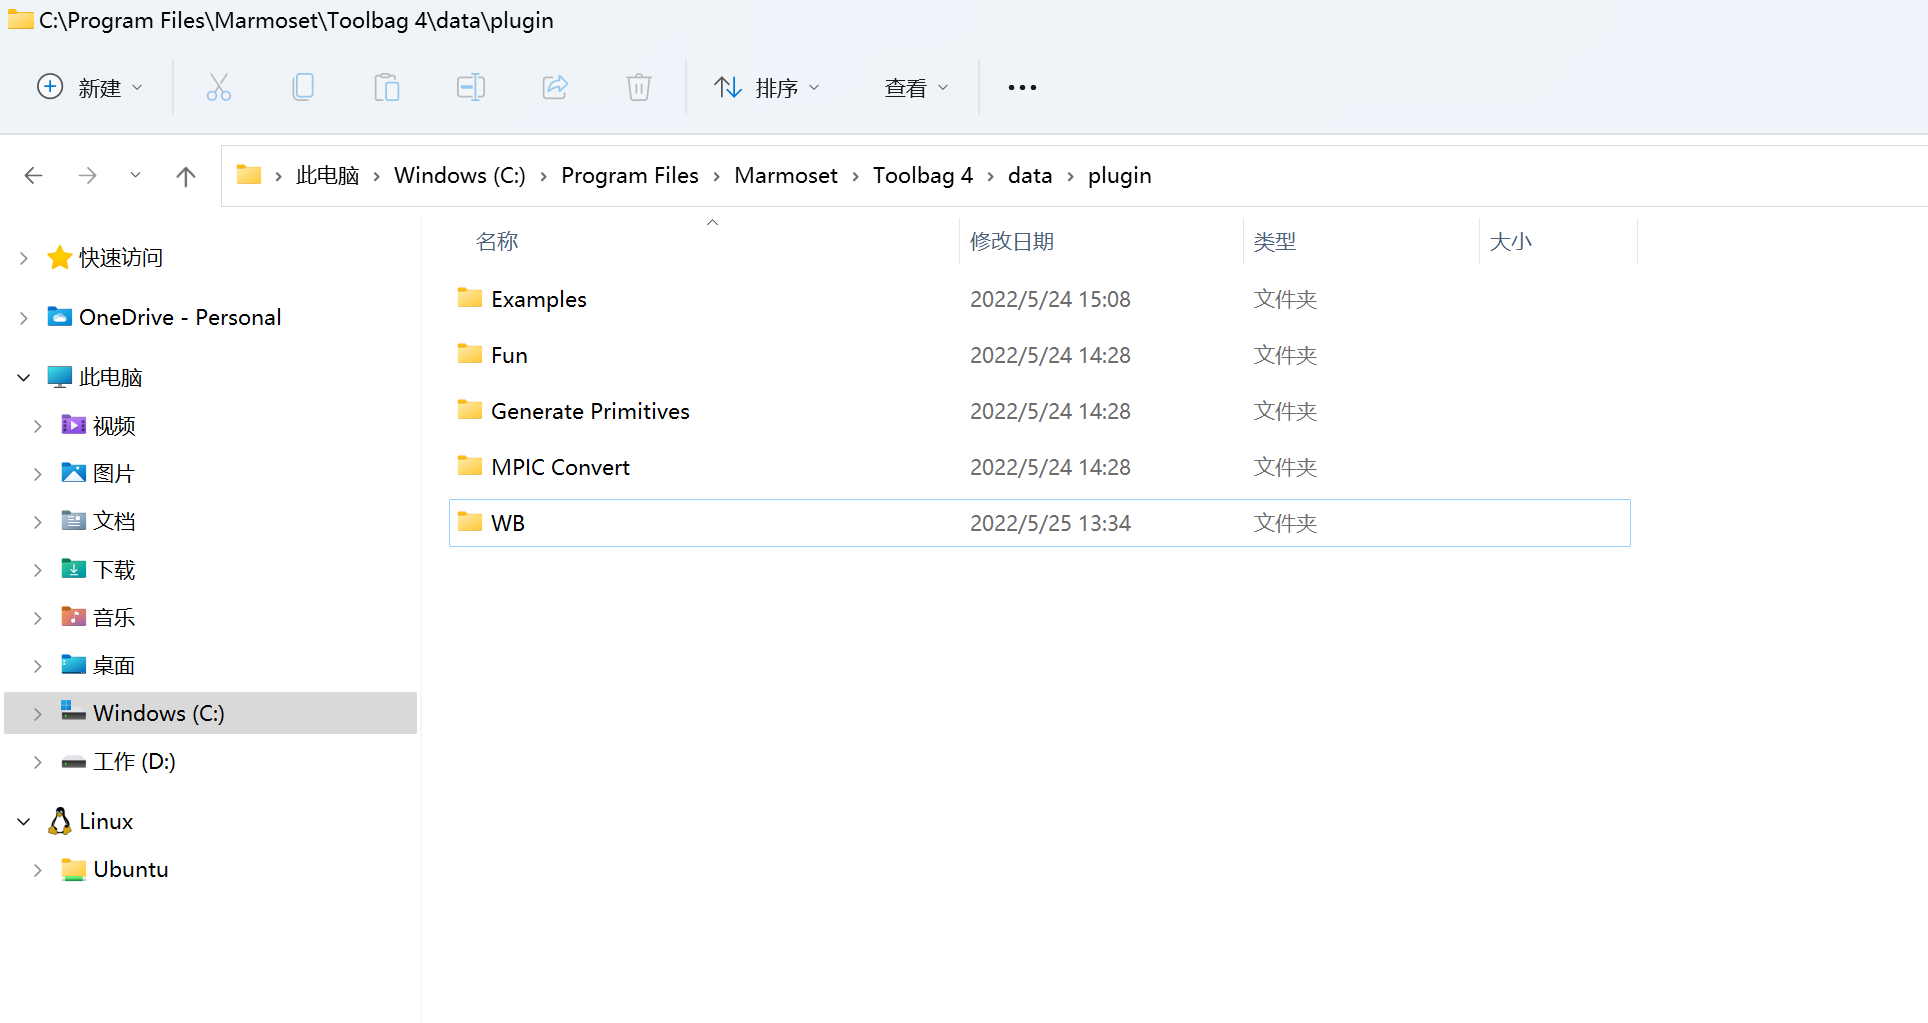 C:\Program Files\Marmoset\Toolbag 4\data\plugin
新建 排序 查看
此电脑 Windows (C:) Program Files Marmoset Toolbag 4 data plugin
名称 修改日期 类型 大小
快速访问
OneDrive - Personal
此电脑
视频
图片
文档
下载
音乐
桌面
Windows (C:)
工作 (D:)
Linux
Ubuntu
Examples 2022/5/24 15:08 文件夹
Fun 2022/5/24 14:28 文件夹
Generate Primitives 2022/5/24 14:28 文件夹
MPIC Convert 2022/5/24 14:28 文件夹
WB 2022/5/25 13:34 文件夹